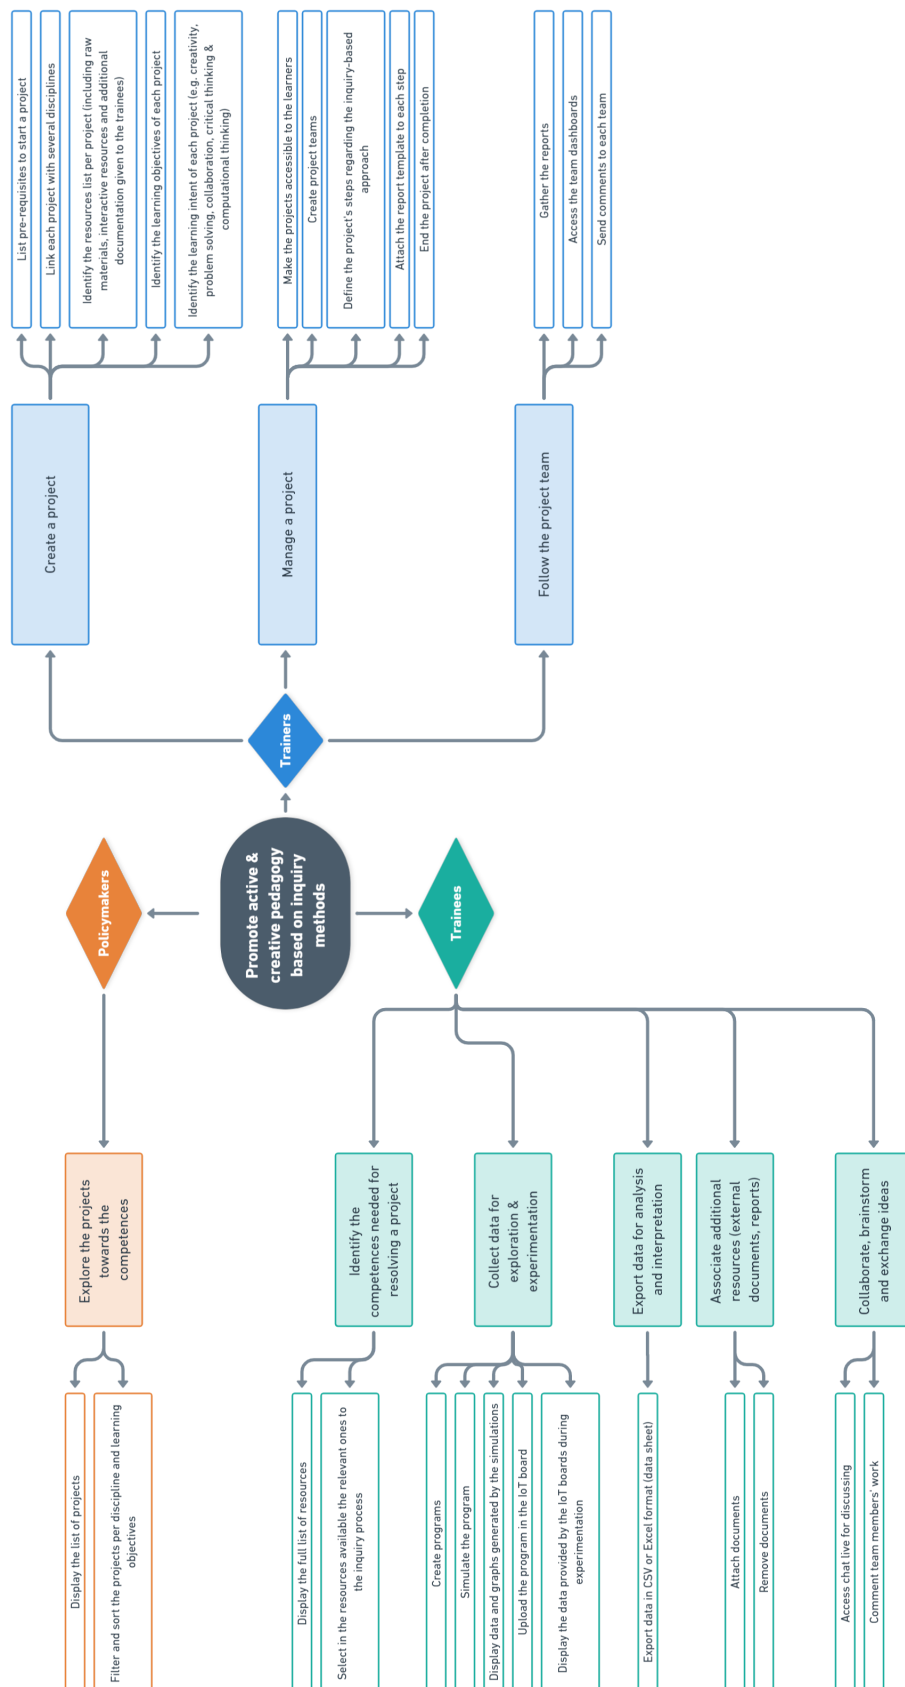 Promote active &
creative pedagogy
based on inquiry
methods
Policymakers
Explore the projects
towards the
competences
Display the list of projects
Filter and sort the projects per discipline and learning
objectives
Trainers
Create a project
List pre-requisites to start a project
Link each project with several disciplines
Identify the resources list per project (including raw
materials, interactive resources and additional
documentation given to the trainees)
Identify the learning objectives of each project
Identify the learning intent of each project (e.g. creativity,
problem solving, collaboration, critical thinking &
computational thinking)
Manage a project
Make the projects accessible to the learners
Create project teams
Define the project's steps regarding the inquiry-based
approach
Attach the report template to each step
End the project after completion
Follow the project team
Gather the reports
Access the team dashboards
Send comments to each team
Trainees
Identify the
competences needed for
resolving a project
Display the full list of resources
Select in the resources available the relevant ones to
the inquiry process
Collect data for
exploration &
experimentation
Create programs
Simulate the program
Display data and graphs generated by the simulations
Upload the program in the IoT board
Display the data provided by the IoT boards during
experimentation
Export data for analysis
and interpretation
Export data in CSV or Excel format (data sheet)
Associate additional
resources (external
documents, reports)
Attach documents
Remove documents
Collaborate, brainstorm
and exchange ideas
Access chat live for discussing
Comment team members' work